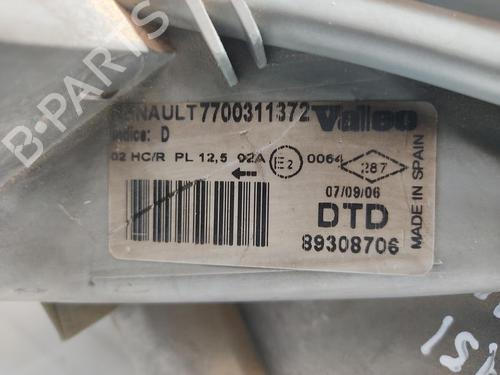 B-PARTS
RENAULT 7700311372 Valeo
Indice: D
02 HC/R PL 12,5 02A E2 0064 287
07/09/06
DTD
89308706
MADE IN SPAIN